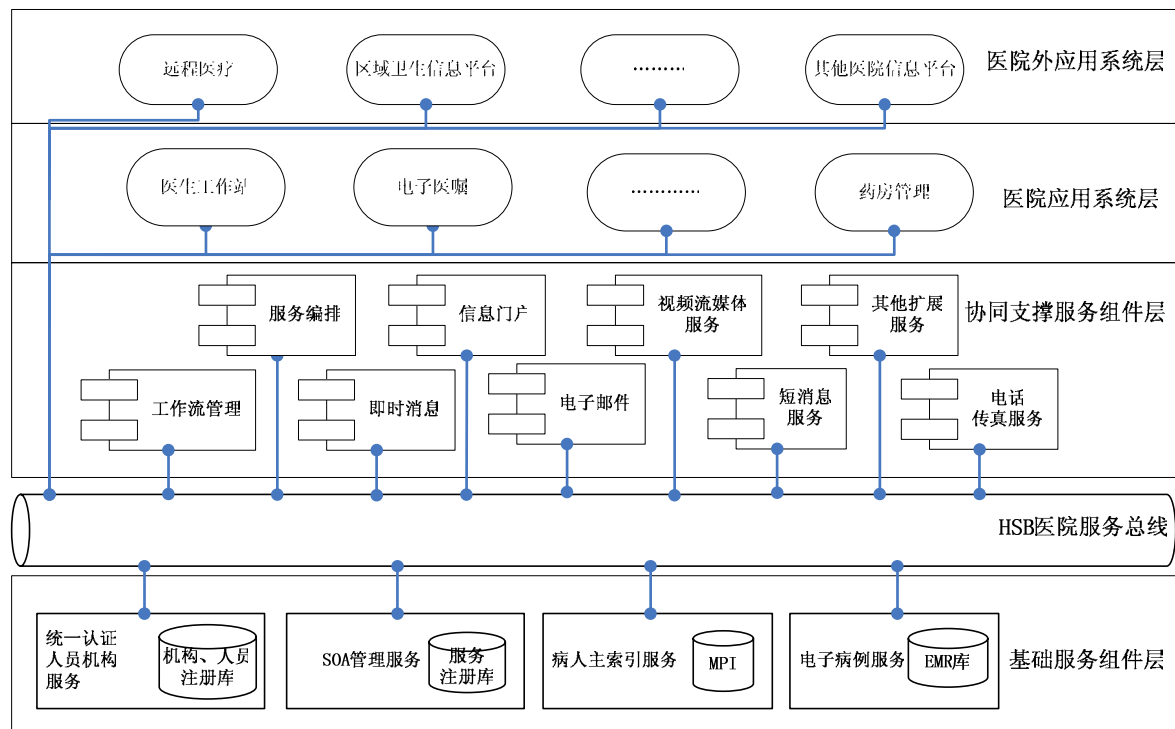 远程医疗
区域卫生信息平台
………
其他医院信息平台
医院外应用系统层
医生工作站
电子医嘱
…………
药房管理
医院应用系统层
服务编排
信息门户
视频流媒体
服务
其他扩展
服务
协同支撑服务组件层
工作流管理
即时消息
电子邮件
短消息
服务
电话
传真服务
HSB医院服务总线
统一认证
人员机构
服务
机构、人员
注册库
SOA管理服务
服务
注册库
病人主索引服务
MPI
电子病例服务
EMR库
基础服务组件层